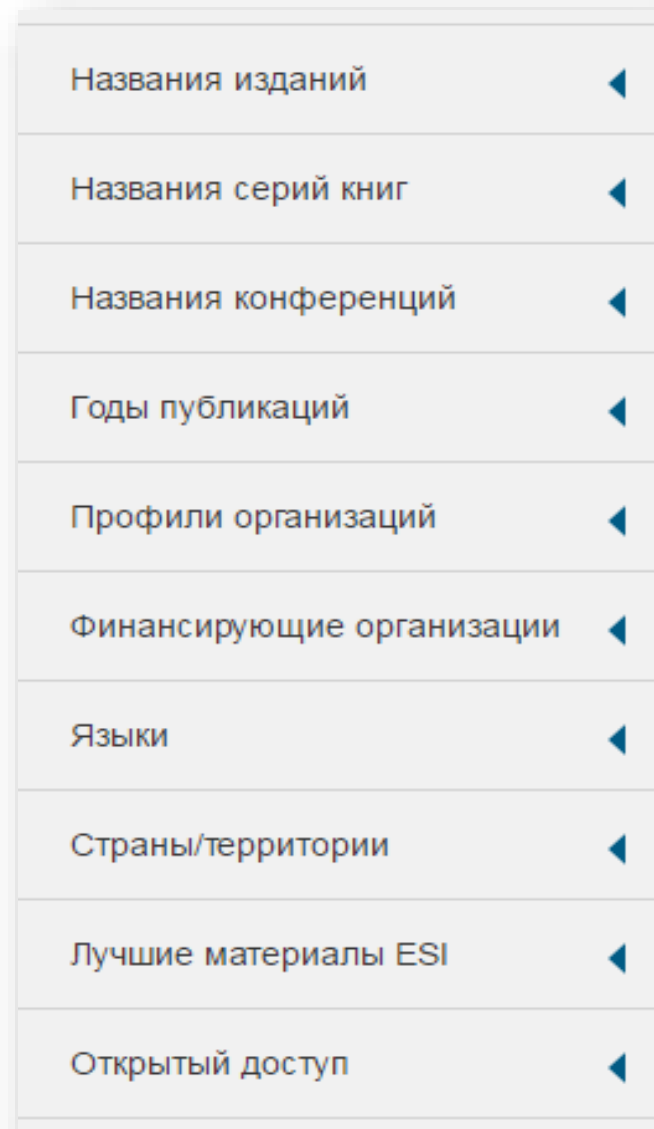 Названия изданий
Названия серий книг
Названия конференций
Годы публикаций
Профили организаций
Финансирующие организации
Языки
Страны/территории
Лучшие материалы ESI
Открытый доступ